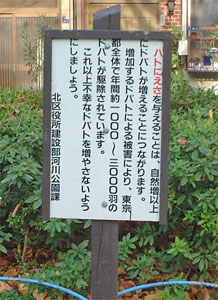 ハトにえさを与えることは、自然増以上
にドバトが増えることにつながります。
増加するドバトによる被害により、東京
都全体で年間約一〇〇〇～三〇〇〇羽の
ドバトが駆除されています。
これ以上不幸なドバトを増やさないよう
にしましょう。
北区役所建設部河川公園課